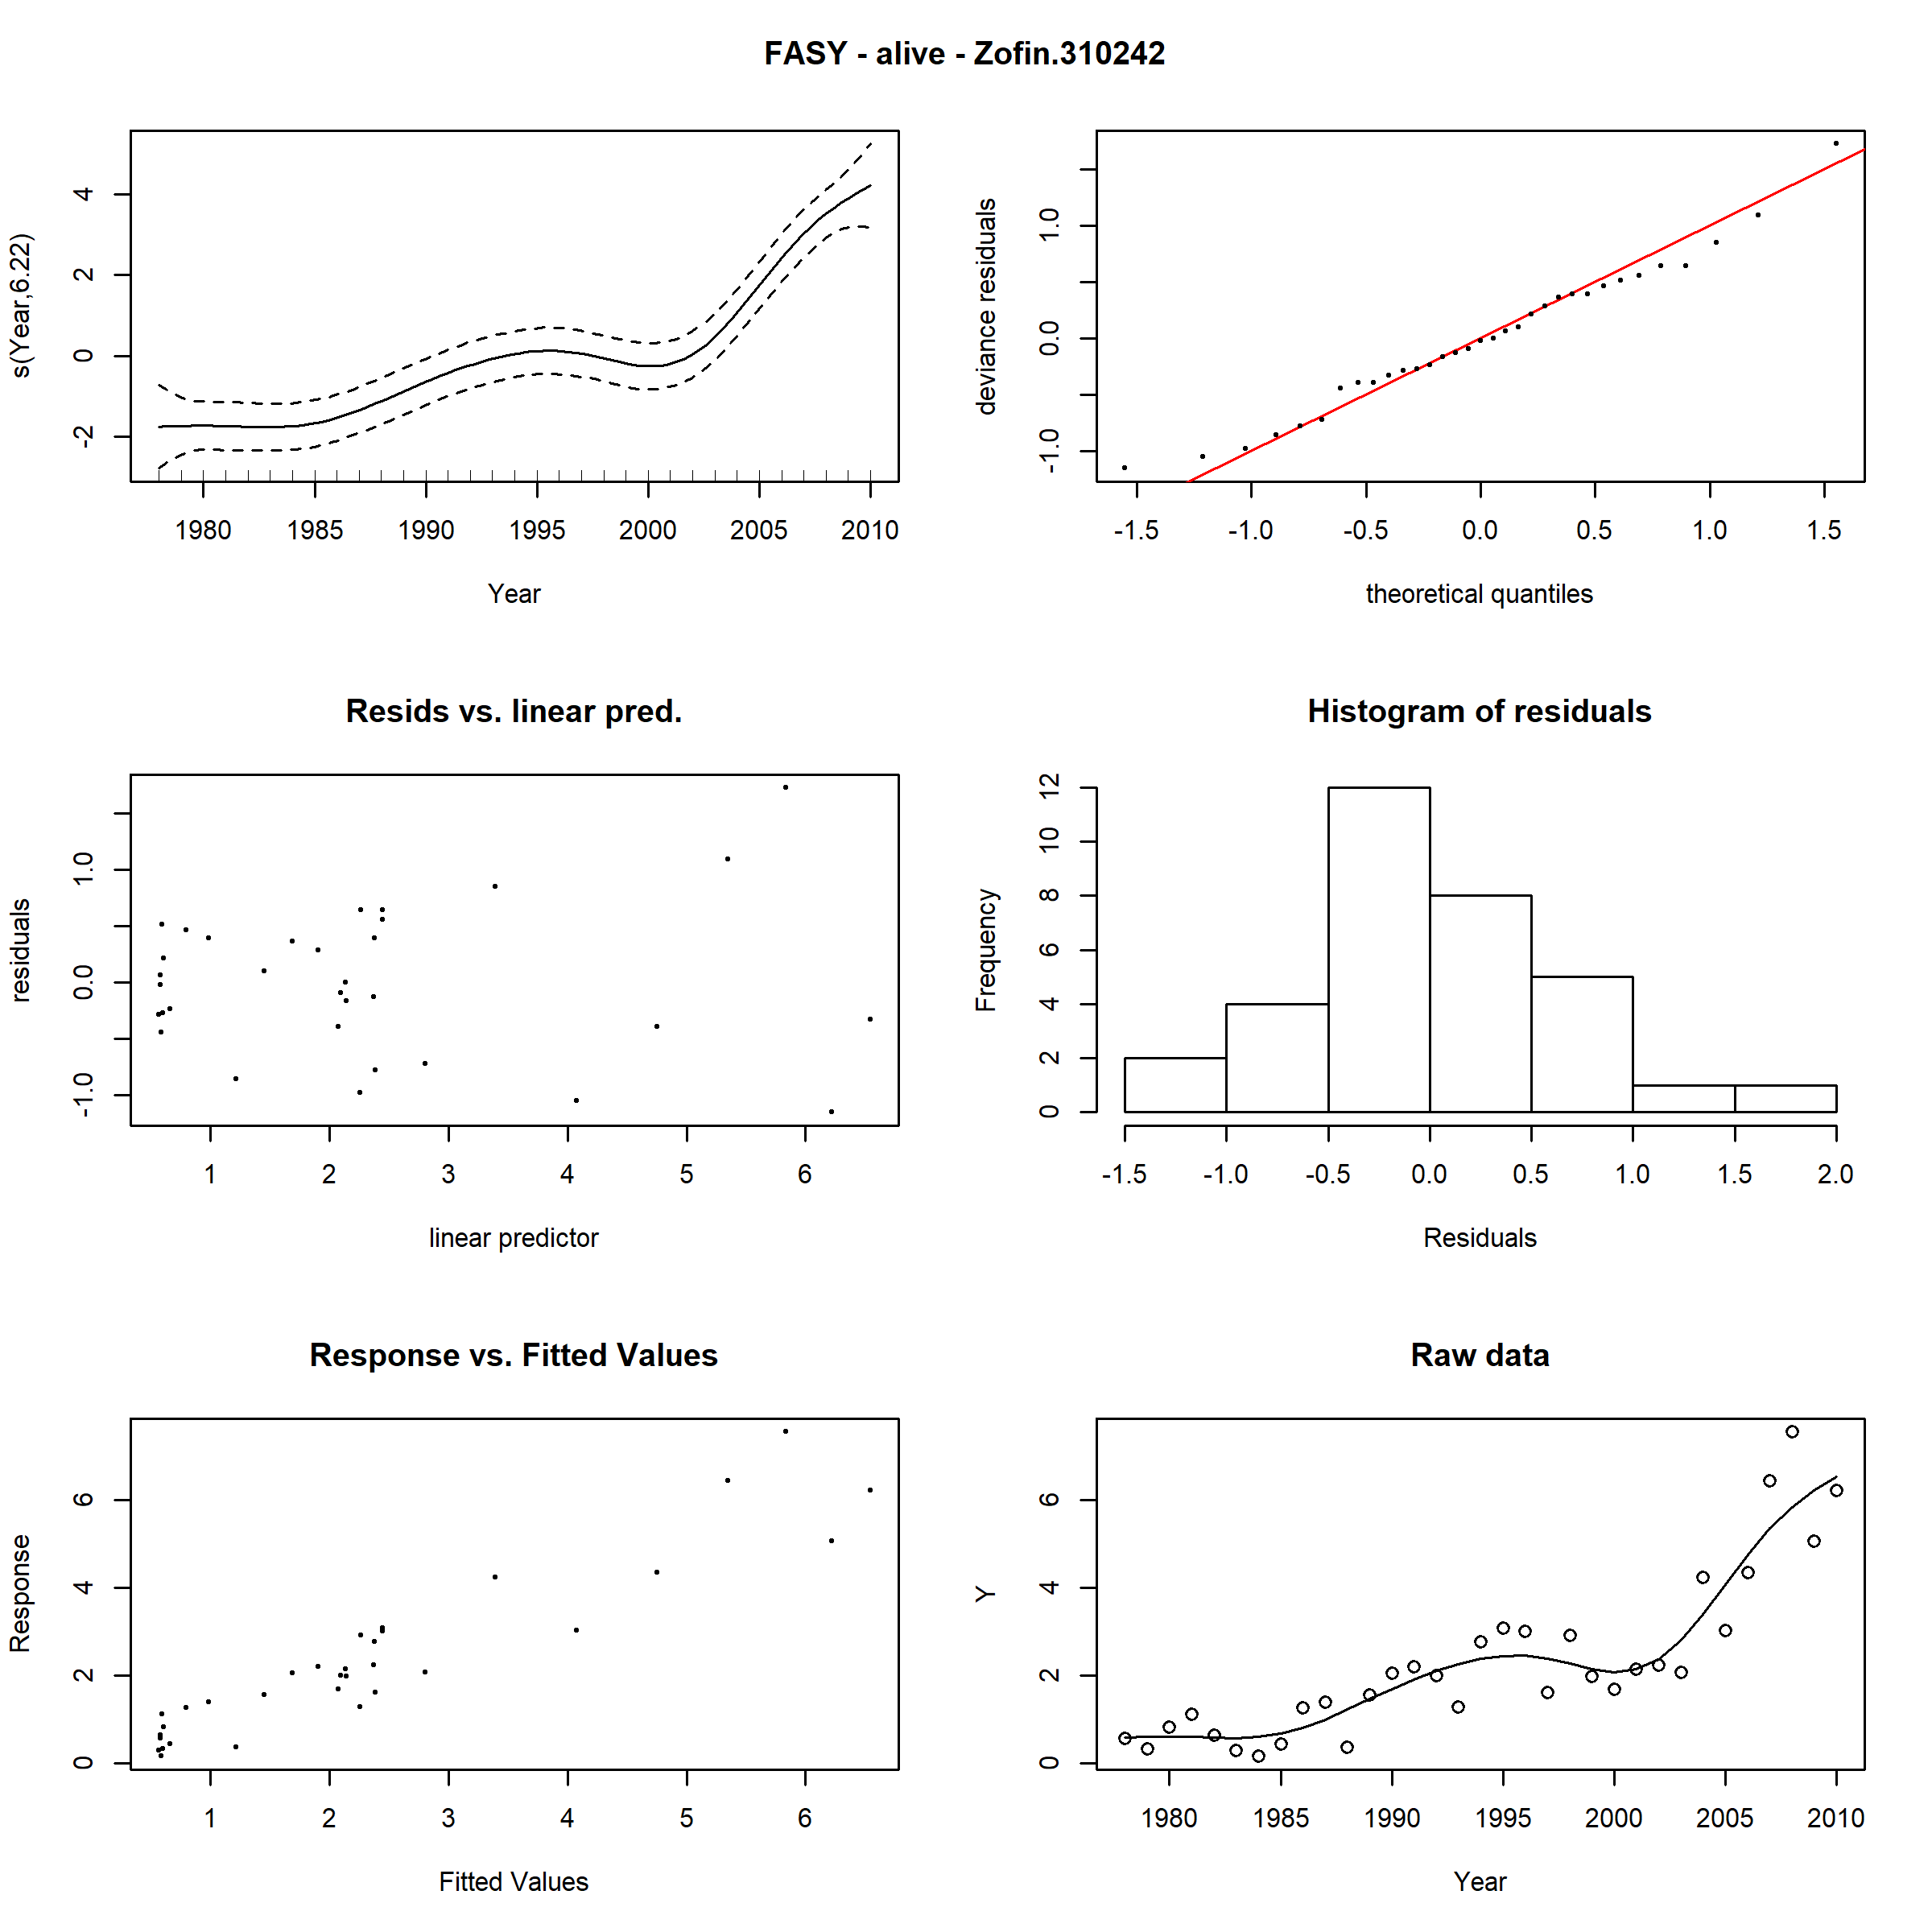 FASY - alive - Zofin.310242
s(Year,6.22)
-2 0 2 4
1980 1985 1990 1995 2000 2005 2010
Year
deviance residuals
-1.0 0.0 1.0
-1.5 -1.0 -0.5 0.0 0.5 1.0 1.5
theoretical quantiles
Resids vs. linear pred.
residuals
-1.0 0.0 1.0
1 2 3 4 5 6
linear predictor
Histogram of residuals
Frequency
0 2 4 6 8 10 12
-1.5 -1.0 -0.5 0.0 0.5 1.0 1.5 2.0
Residuals
Response vs. Fitted Values
Response
0 2 4 6
1 2 3 4 5 6
Fitted Values
Raw data
Y
0 2 4 6
1980 1985 1990 1995 2000 2005 2010
Year